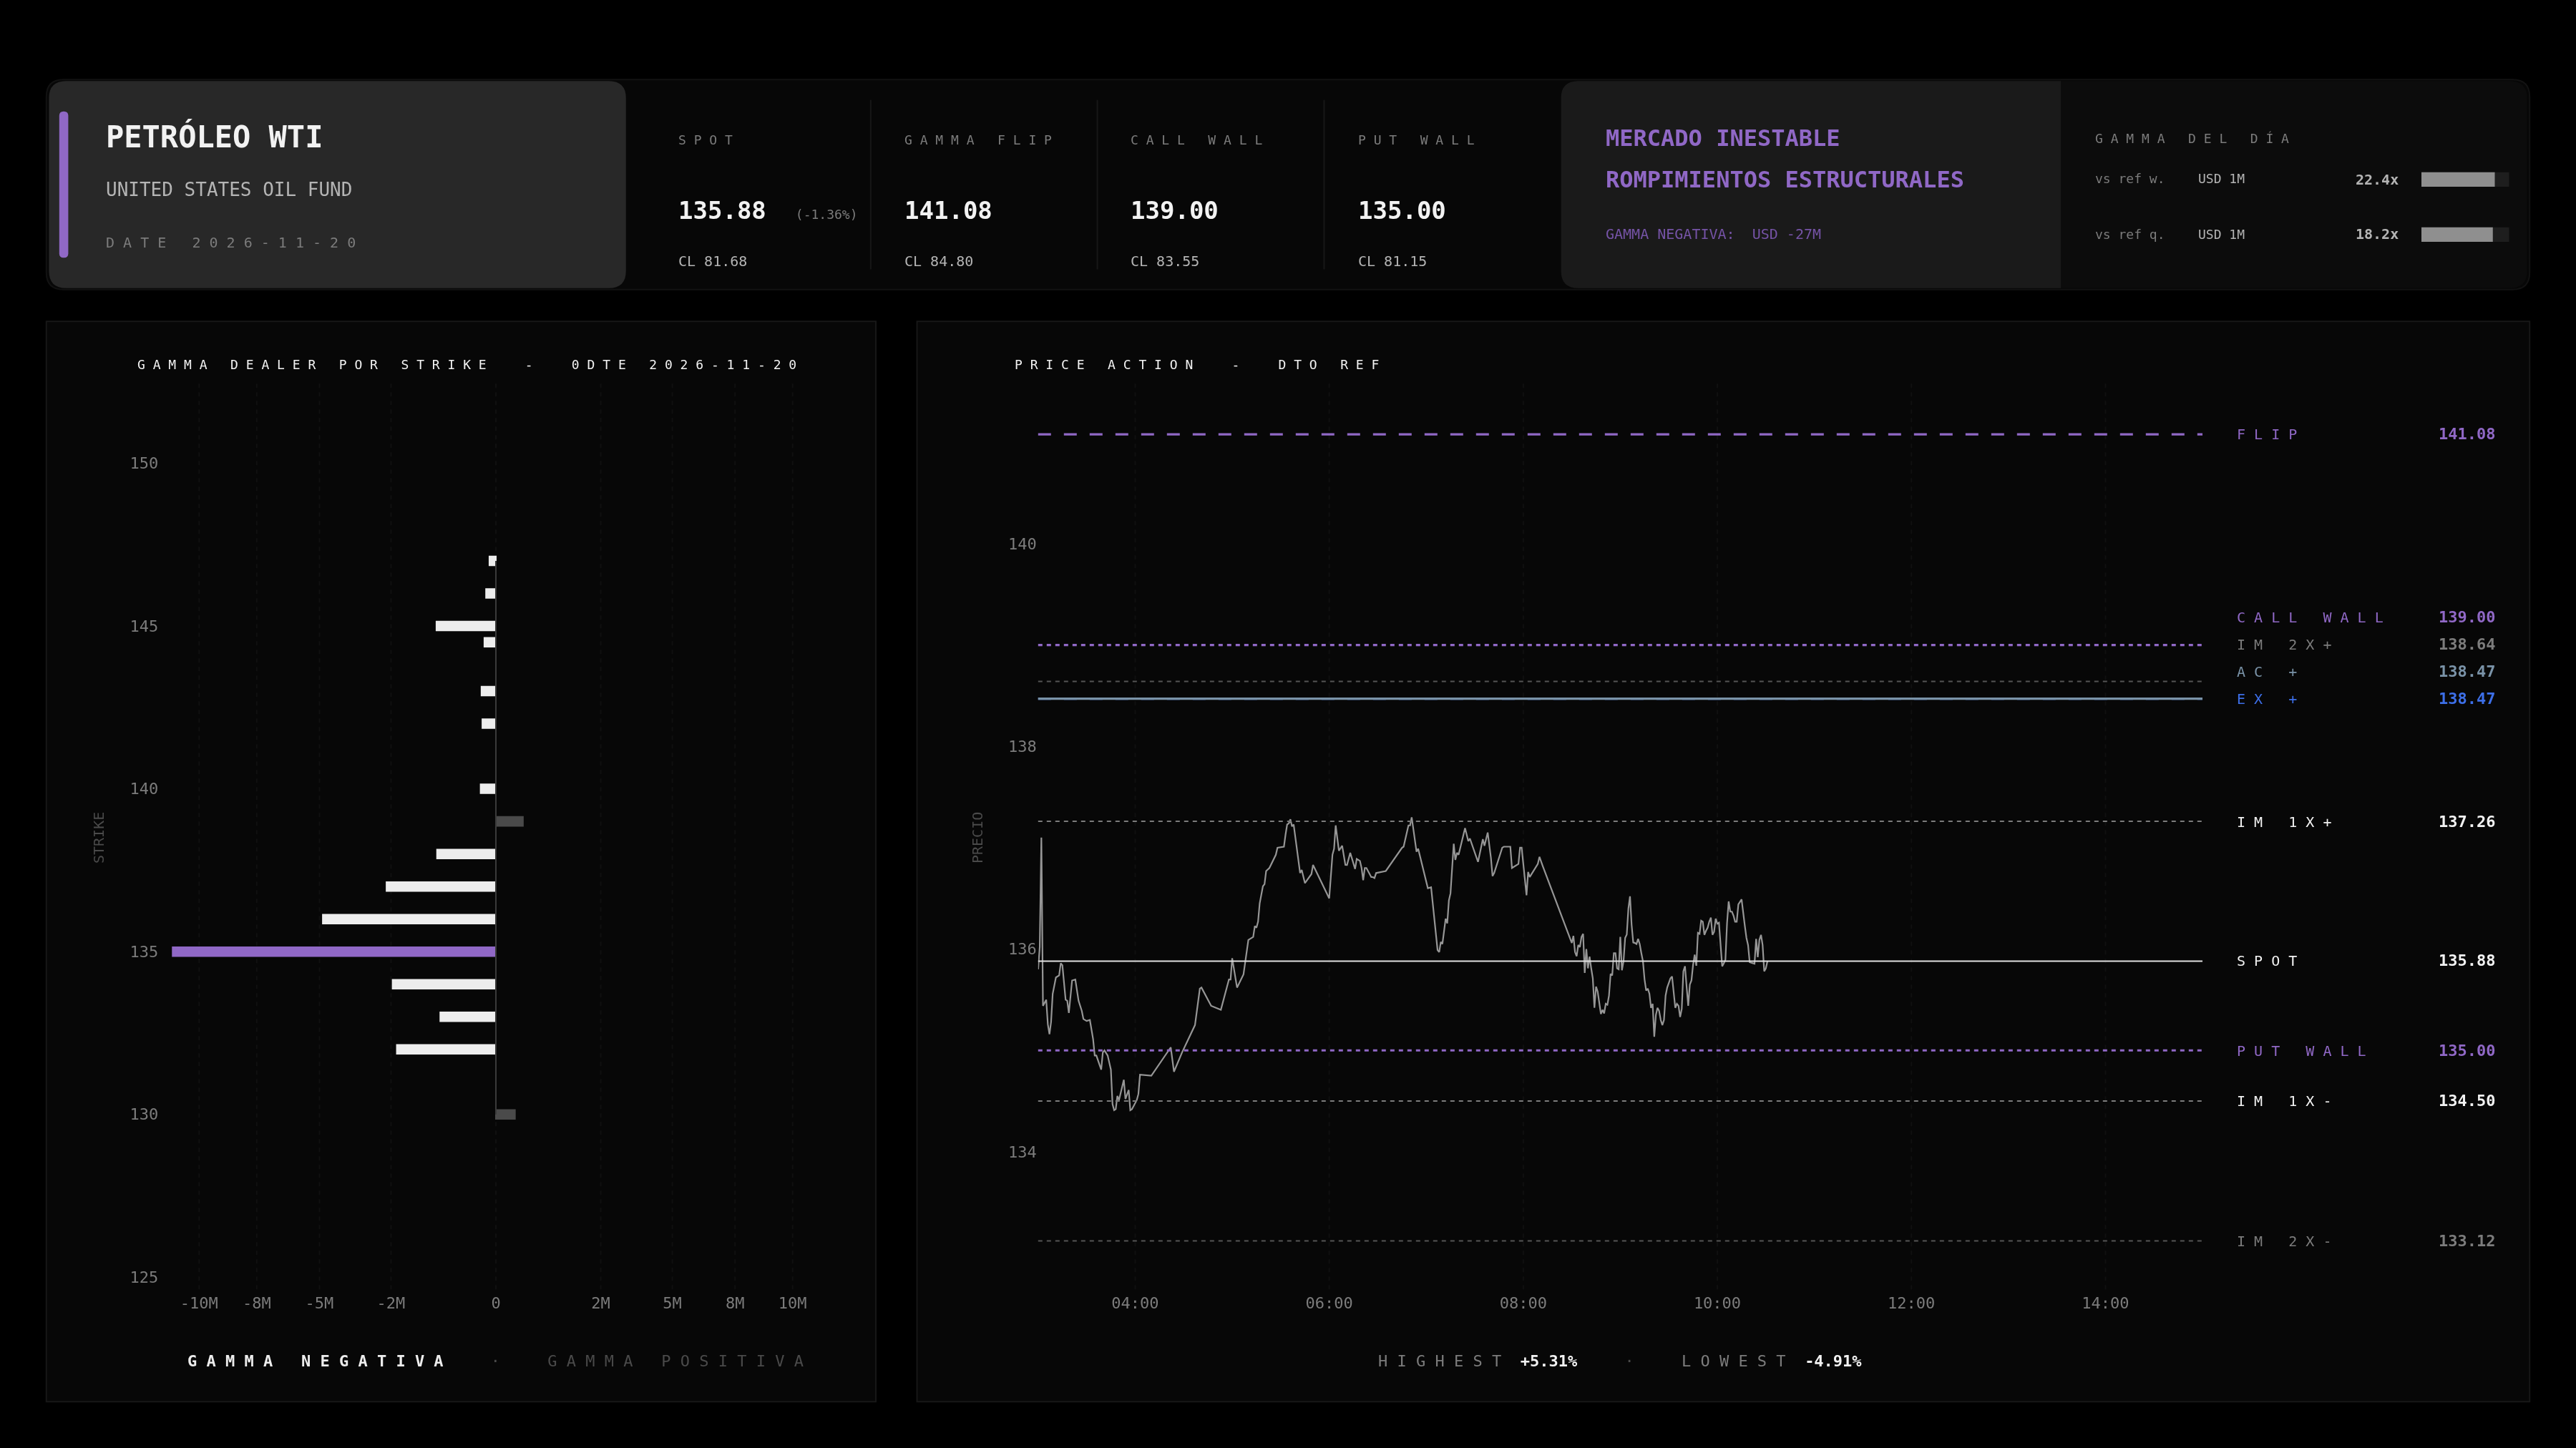 PETRÓLEO WTI
UNITED STATES OIL FUND
DATE 2026-11-20
SPOT
135.88 (-1.36%)
CL 81.68
GAMMA FLIP
141.08
CL 84.80
CALL WALL
139.00
CL 83.55
PUT WALL
135.00
CL 81.15
MERCADO INESTABLE
ROMPIMIENTOS ESTRUCTURALES
GAMMA NEGATIVA: USD -27M
GAMMA DEL DÍA
vs ref w. USD 1M 22.4x
vs ref q. USD 1M 18.2x
GAMMA DEALER POR STRIKE - 0DTE 2026-11-20
STRIKE
150
145
140
135
130
125
-10M -8M -5M -2M 0 2M 5M 8M 10M
GAMMA NEGATIVA · GAMMA POSITIVA
PRICE ACTION - DTO REF
PRECIO
140
138
136
134
FLIP 141.08
CALL WALL 139.00
IM 2X+ 138.64
AC + 138.47
EX + 138.47
IM 1X+ 137.26
SPOT 135.88
PUT WALL 135.00
IM 1X- 134.50
IM 2X- 133.12
04:00 06:00 08:00 10:00 12:00 14:00
HIGHEST +5.31% · LOWEST -4.91%